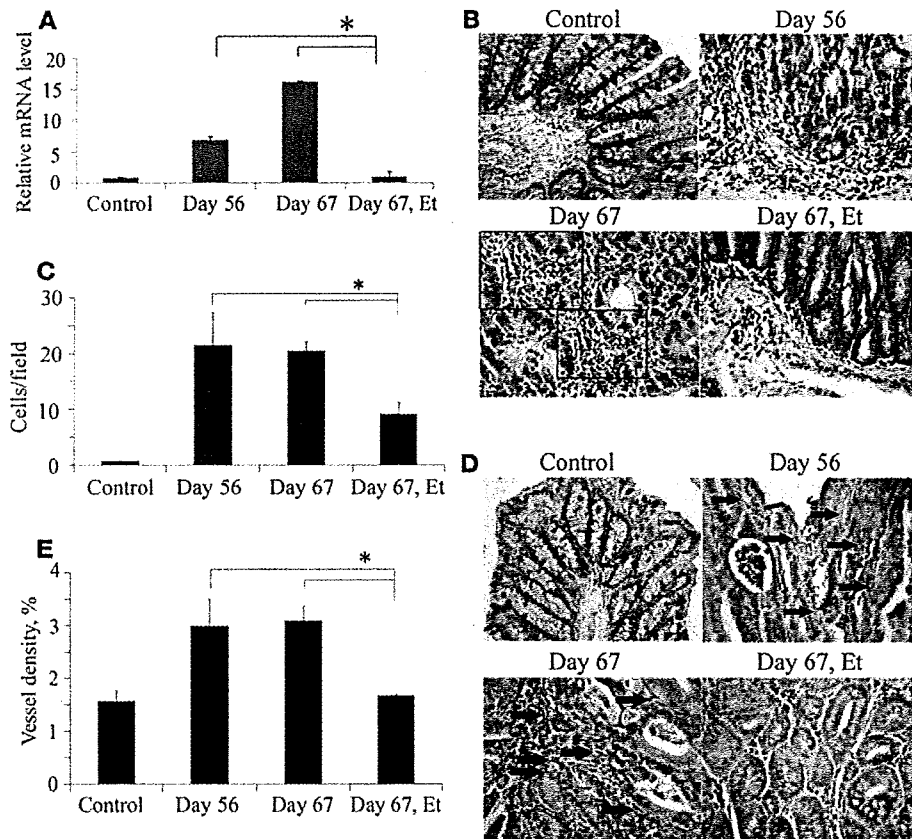 A
*
Relative mRNA level
20
15
10
5
0
Control Day 56 Day 67 Day 67, Et
B
Control Day 56
Day 67 Day 67, Et
C
*
Cells/field
30
20
10
0
Control Day 56 Day 67 Day 67, Et
D
Control Day 56
Day 67 Day 67, Et
E
*
Vessel density, %
4
3
2
1
0
Control Day 56 Day 67 Day 67, Et